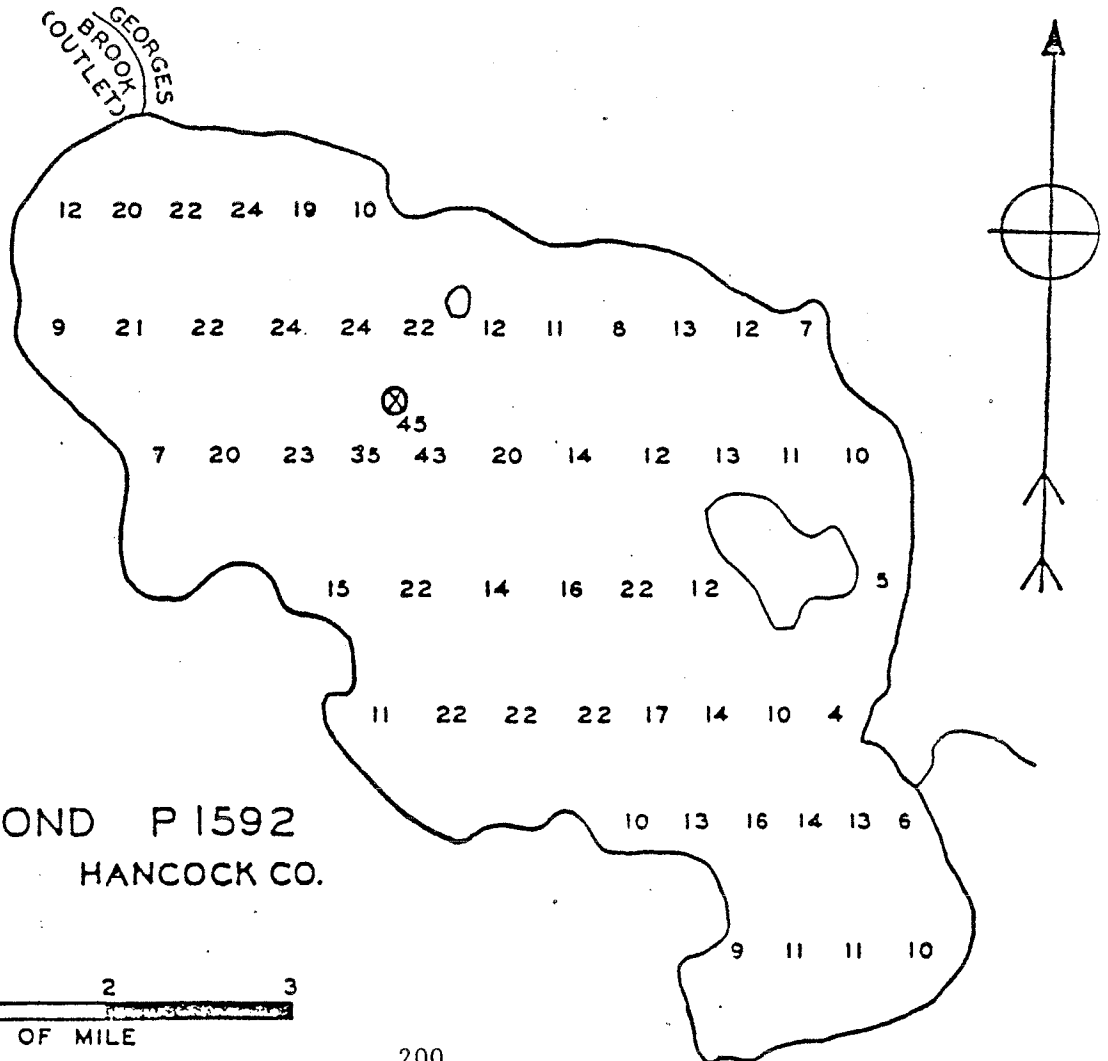 GEORGES
BROOK
(OUTLET)
12 20 22 24 19 10
9 21 22 24. 24 22 12 11 8 13 12 7
45
7 20 23 35 43 20 14 12 13 11 10
15 22 14 16 22 12 5
11 22 22 22 17 14 10 4
OND P 1592
10 13 16 14 13 6
HANCOCK CO.
9 11 11 10
2 3
OF MILE
200